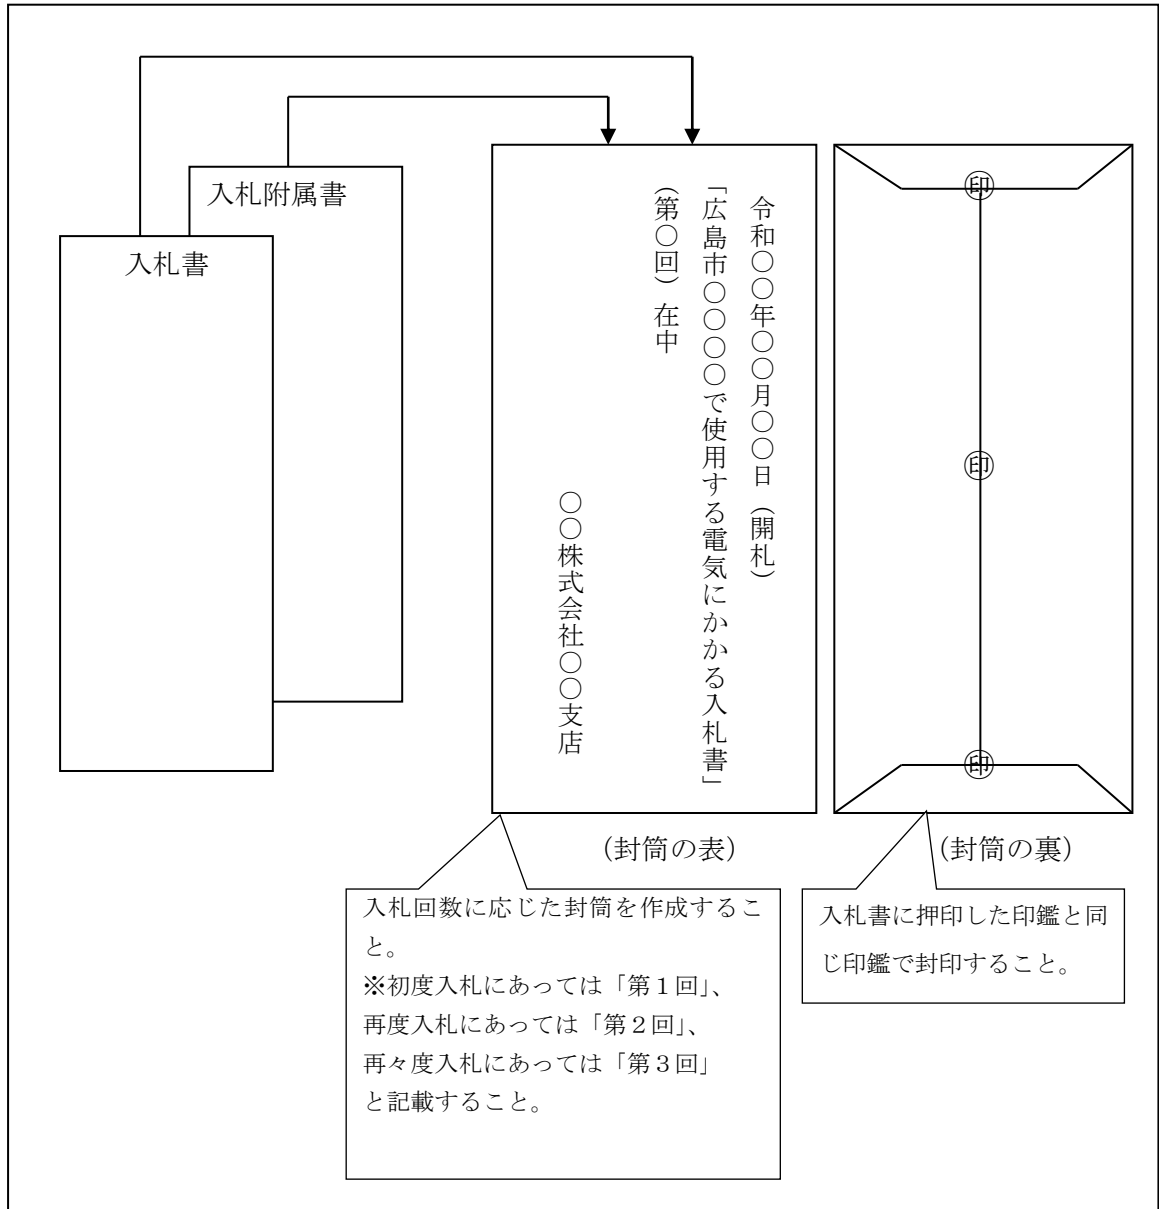 入札附属書
入札書
令和〇〇年〇〇月〇〇日（開札）
「広島市〇〇〇〇で使用する電気にかかる入札書」
（第〇回）在中
〇〇株式会社〇〇支店
㊞
㊞
㊞
（封筒の表）
（封筒の裏）
入札回数に応じた封筒を作成するこ
と。
※初度入札にあっては「第１回」、
再度入札にあっては「第２回」、
再々度入札にあっては「第３回」
と記載すること。
入札書に押印した印鑑と同
じ印鑑で封印すること。